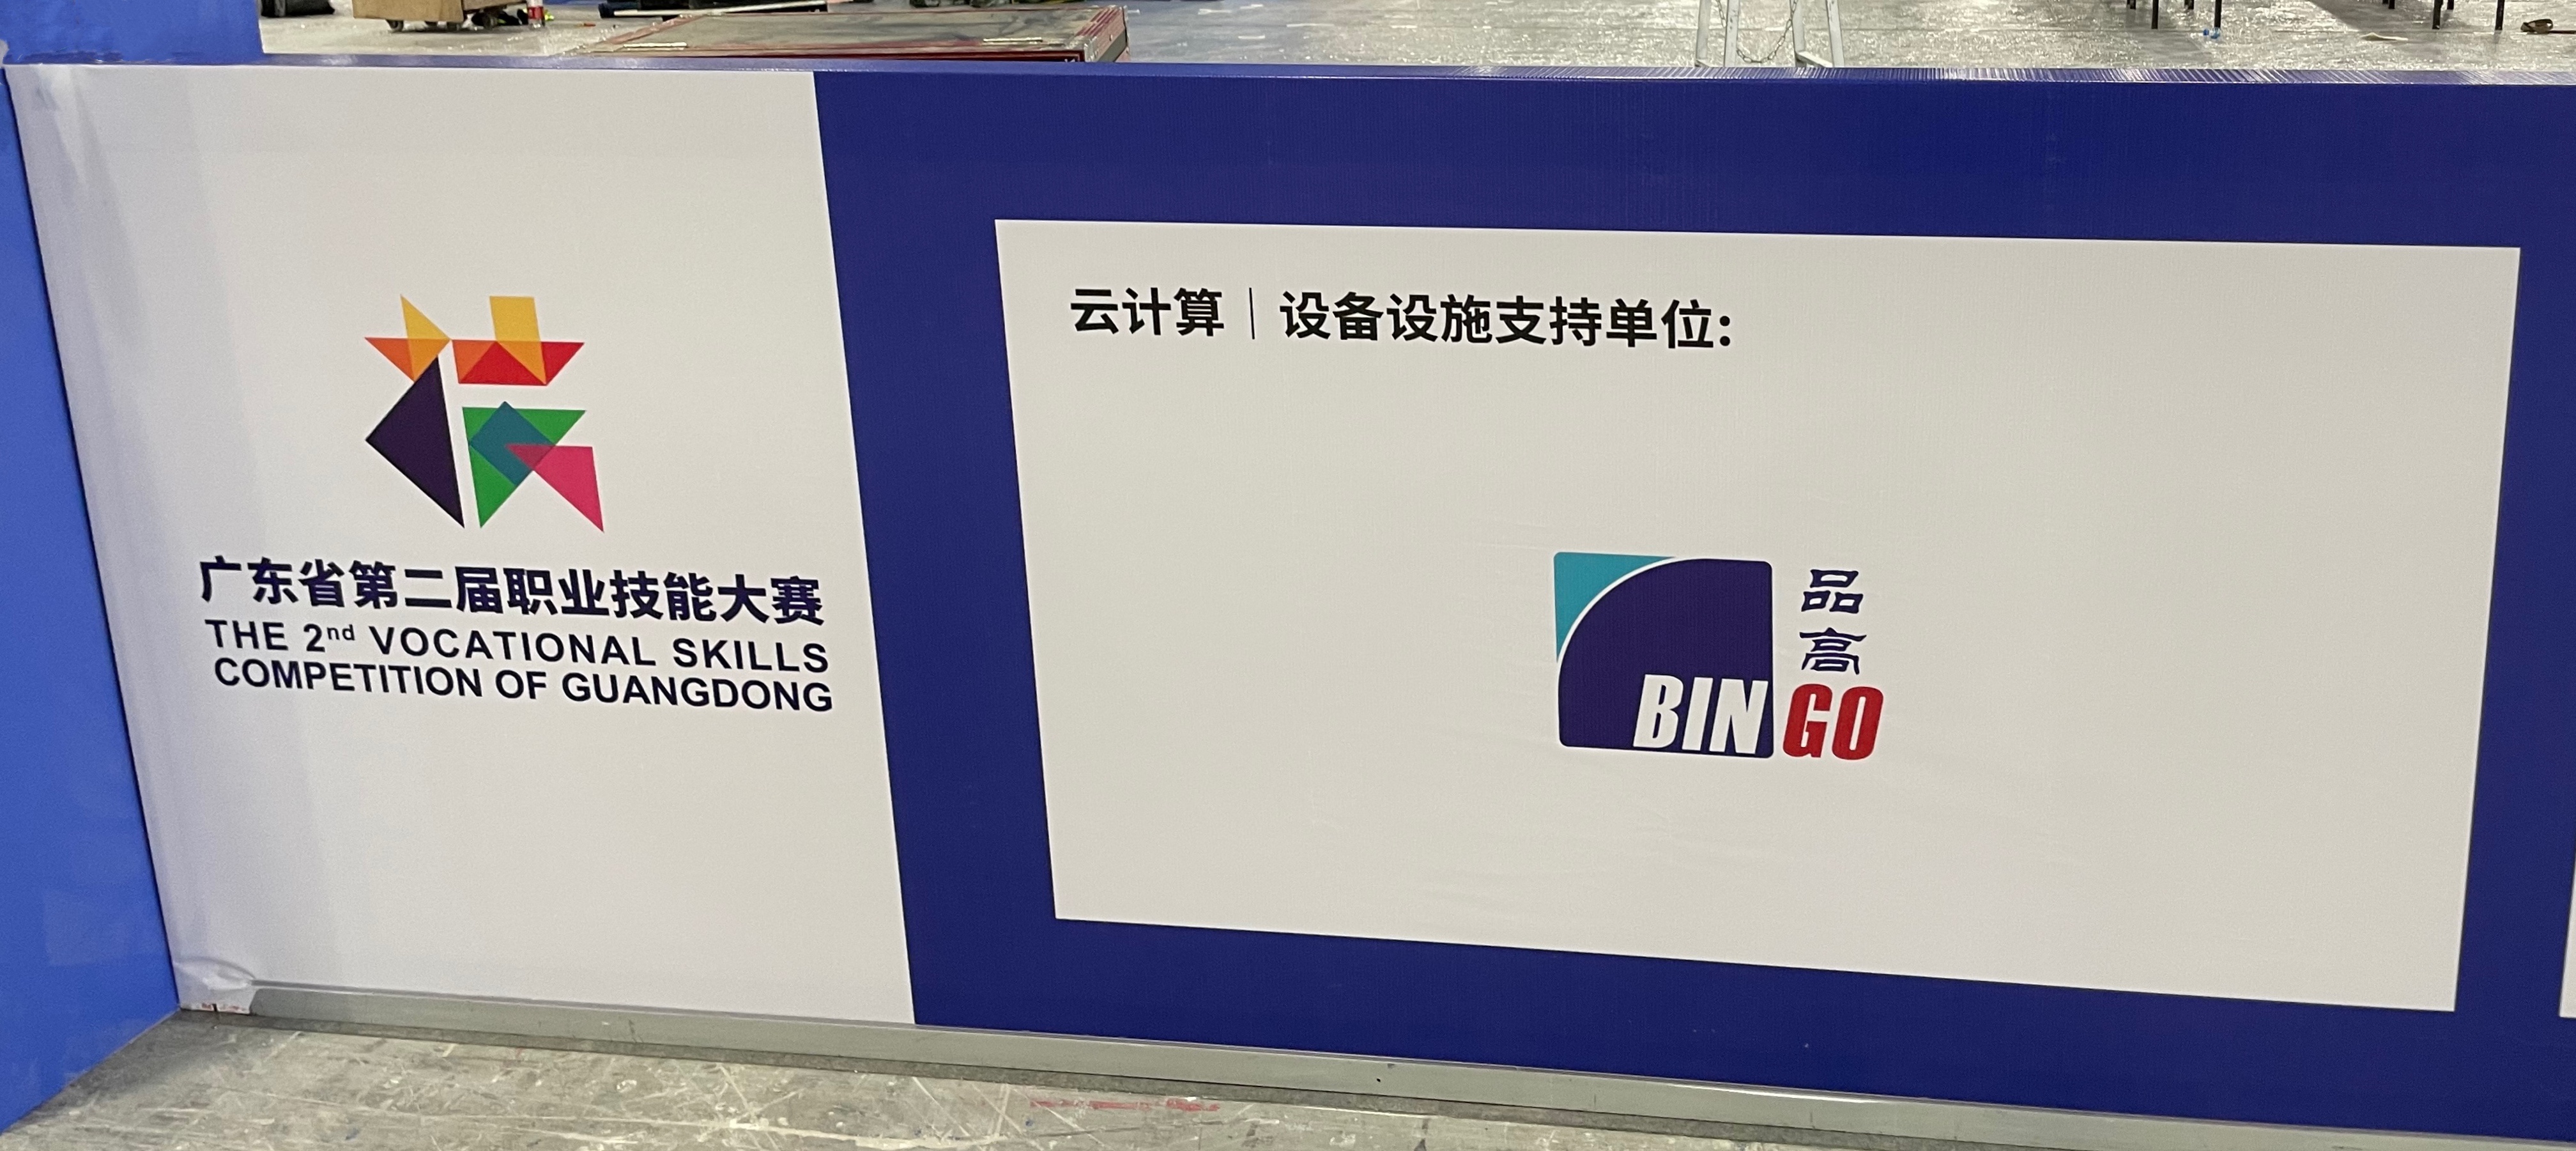 广东省第二届职业技能大赛
THE 2nd VOCATIONAL SKILLS
COMPETITION OF GUANGDONG
云计算｜设备设施支持单位:
品高
BINGO